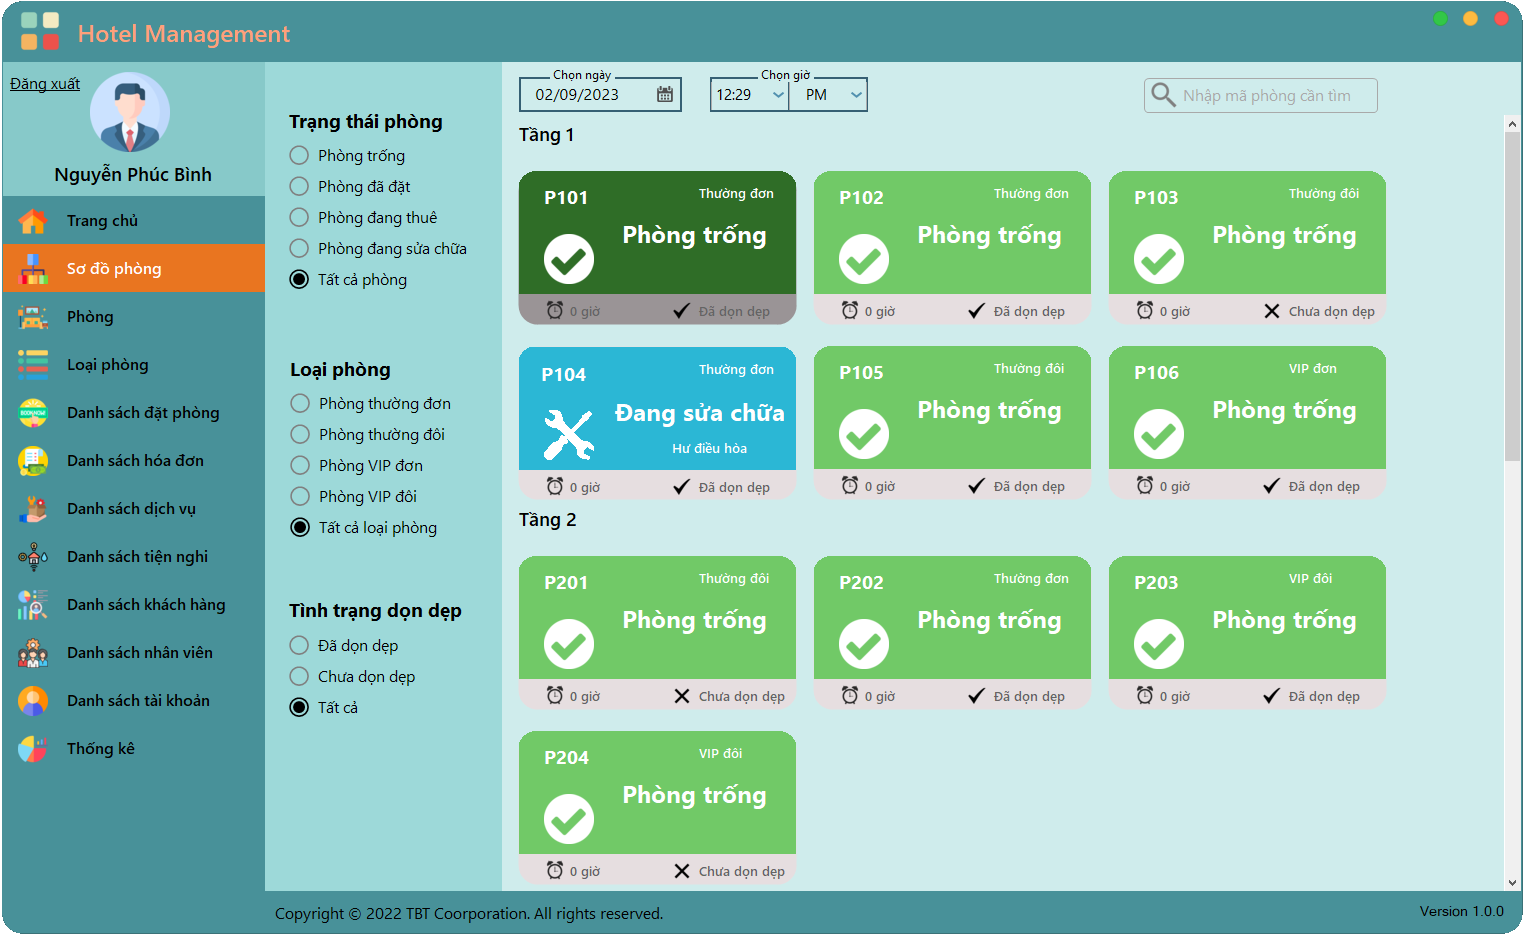 Hotel Management
Đăng xuất
Nguyễn Phúc Bình
Trang chủ
Sơ đồ phòng
Phòng
Loại phòng
Danh sách đặt phòng
Danh sách hóa đơn
Danh sách dịch vụ
Danh sách tiện nghi
Danh sách khách hàng
Danh sách nhân viên
Danh sách tài khoản
Thống kê
Trạng thái phòng
Phòng trống
Phòng đã đặt
Phòng đang thuê
Phòng đang sửa chữa
Tất cả phòng
Loại phòng
Phòng thường đơn
Phòng thường đôi
Phòng VIP đơn
Phòng VIP đôi
Tất cả loại phòng
Tình trạng dọn dẹp
Đã dọn dẹp
Chưa dọn dẹp
Tất cả
Chọn ngày
02/09/2023
Chọn giờ
12:29 PM
Nhập mã phòng cần tìm
Tầng 1
P101 Thường đơn
Phòng trống
0 giờ Đã dọn dẹp
P102 Thường đơn
Phòng trống
0 giờ Đã dọn dẹp
P103 Thường đôi
Phòng trống
0 giờ Chưa dọn dẹp
P104 Thường đơn
Đang sửa chữa
Hư điều hòa
0 giờ Đã dọn dẹp
P105 Thường đôi
Phòng trống
0 giờ Đã dọn dẹp
P106 VIP đơn
Phòng trống
0 giờ Đã dọn dẹp
Tầng 2
P201 Thường đôi
Phòng trống
0 giờ Chưa dọn dẹp
P202 Thường đơn
Phòng trống
0 giờ Đã dọn dẹp
P203 VIP đôi
Phòng trống
0 giờ Đã dọn dẹp
P204 VIP đôi
Phòng trống
0 giờ Chưa dọn dẹp
Copyright © 2022 TBT Coorporation. All rights reserved.
Version 1.0.0